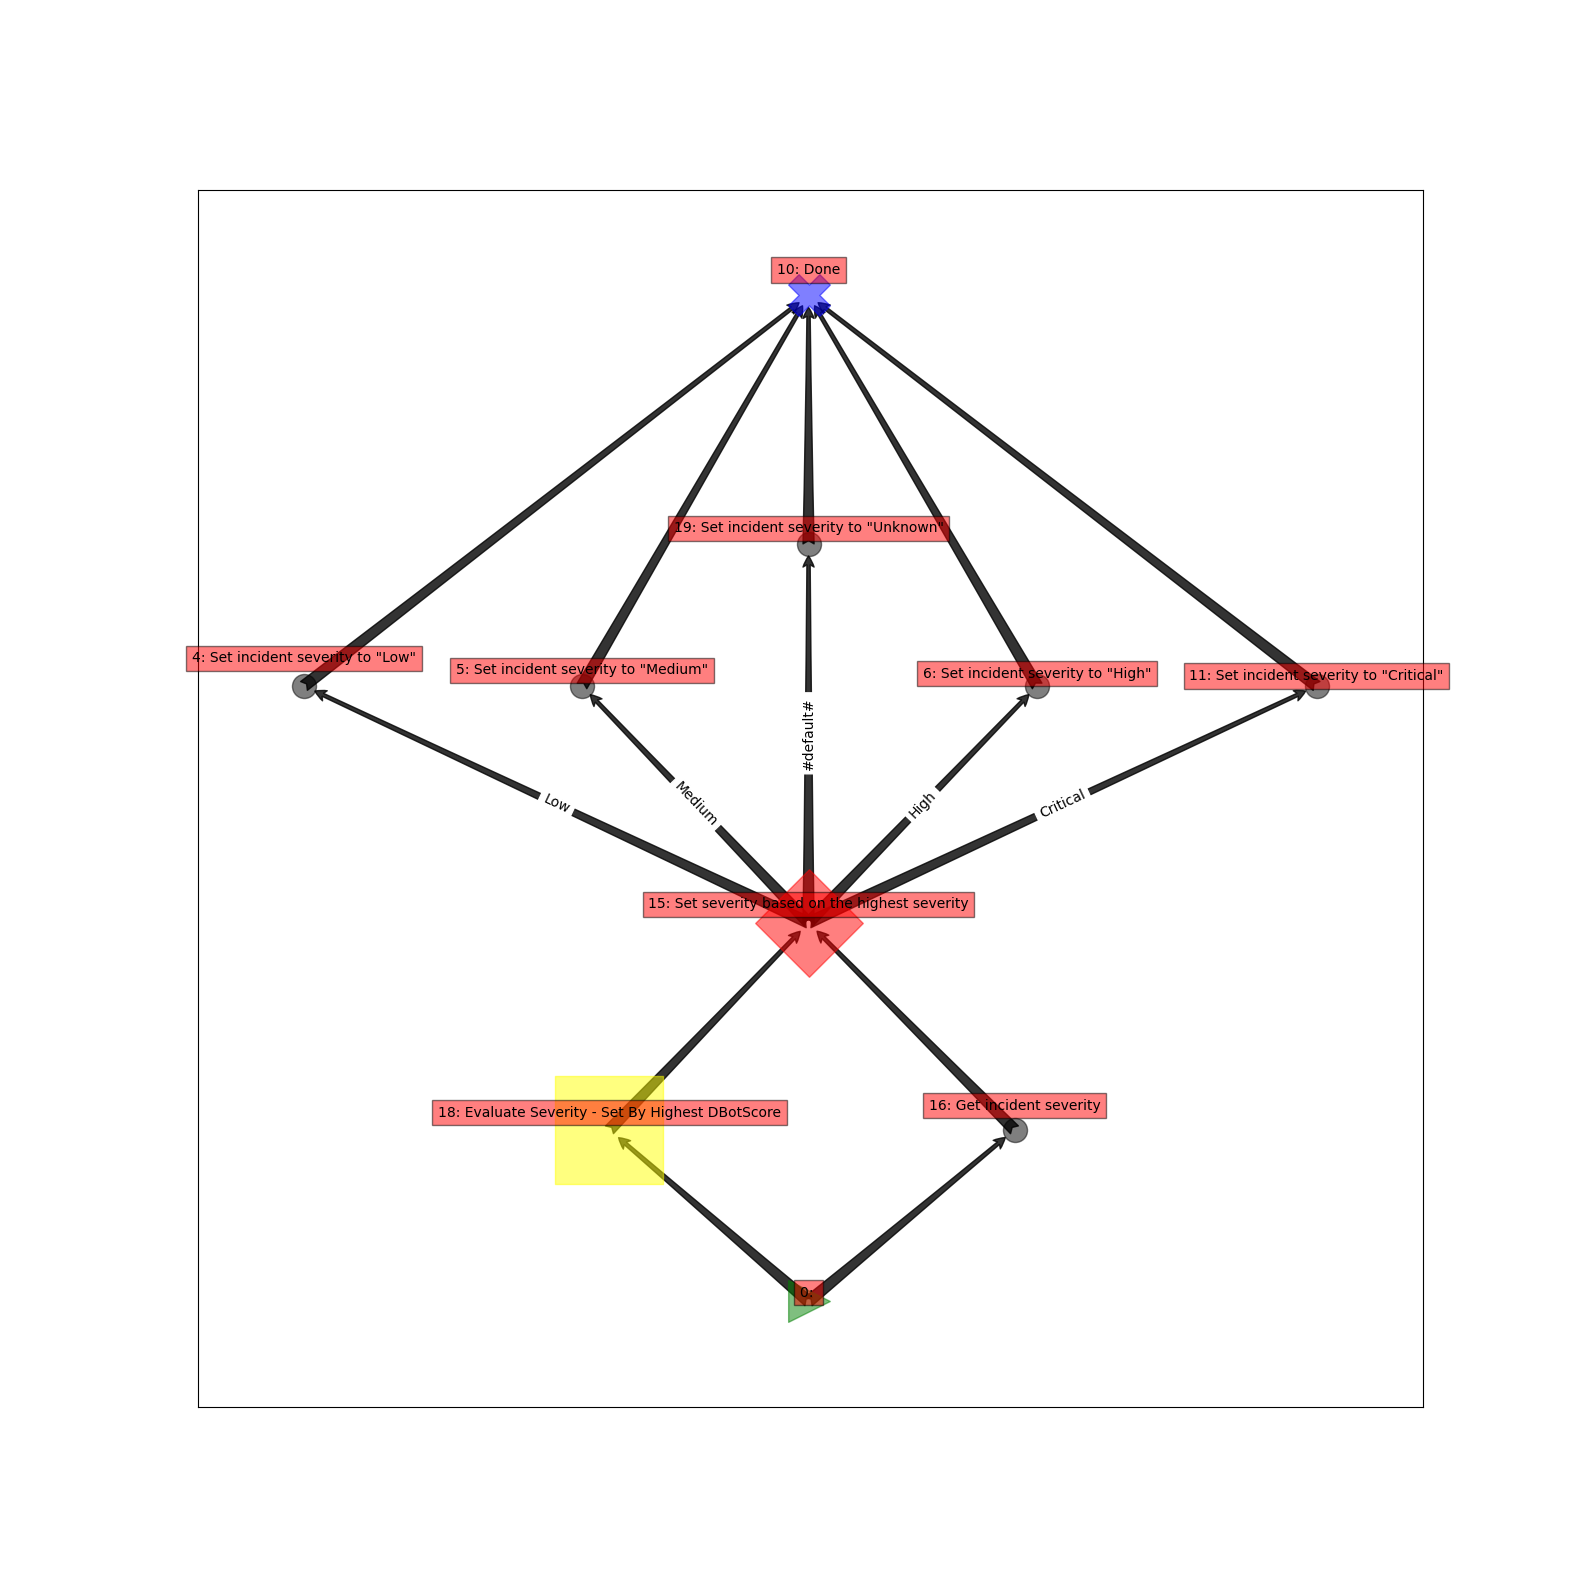 10: Done
19: Set incident severity to "Unknown"
4: Set incident severity to "Low"
5: Set incident severity to "Medium"
6: Set incident severity to "High"
11: Set incident severity to "Critical"
#default#
Low
Medium
High
Critical
15: Set severity based on the highest severity
18: Evaluate Severity - Set By Highest DBotScore
16: Get incident severity
0: